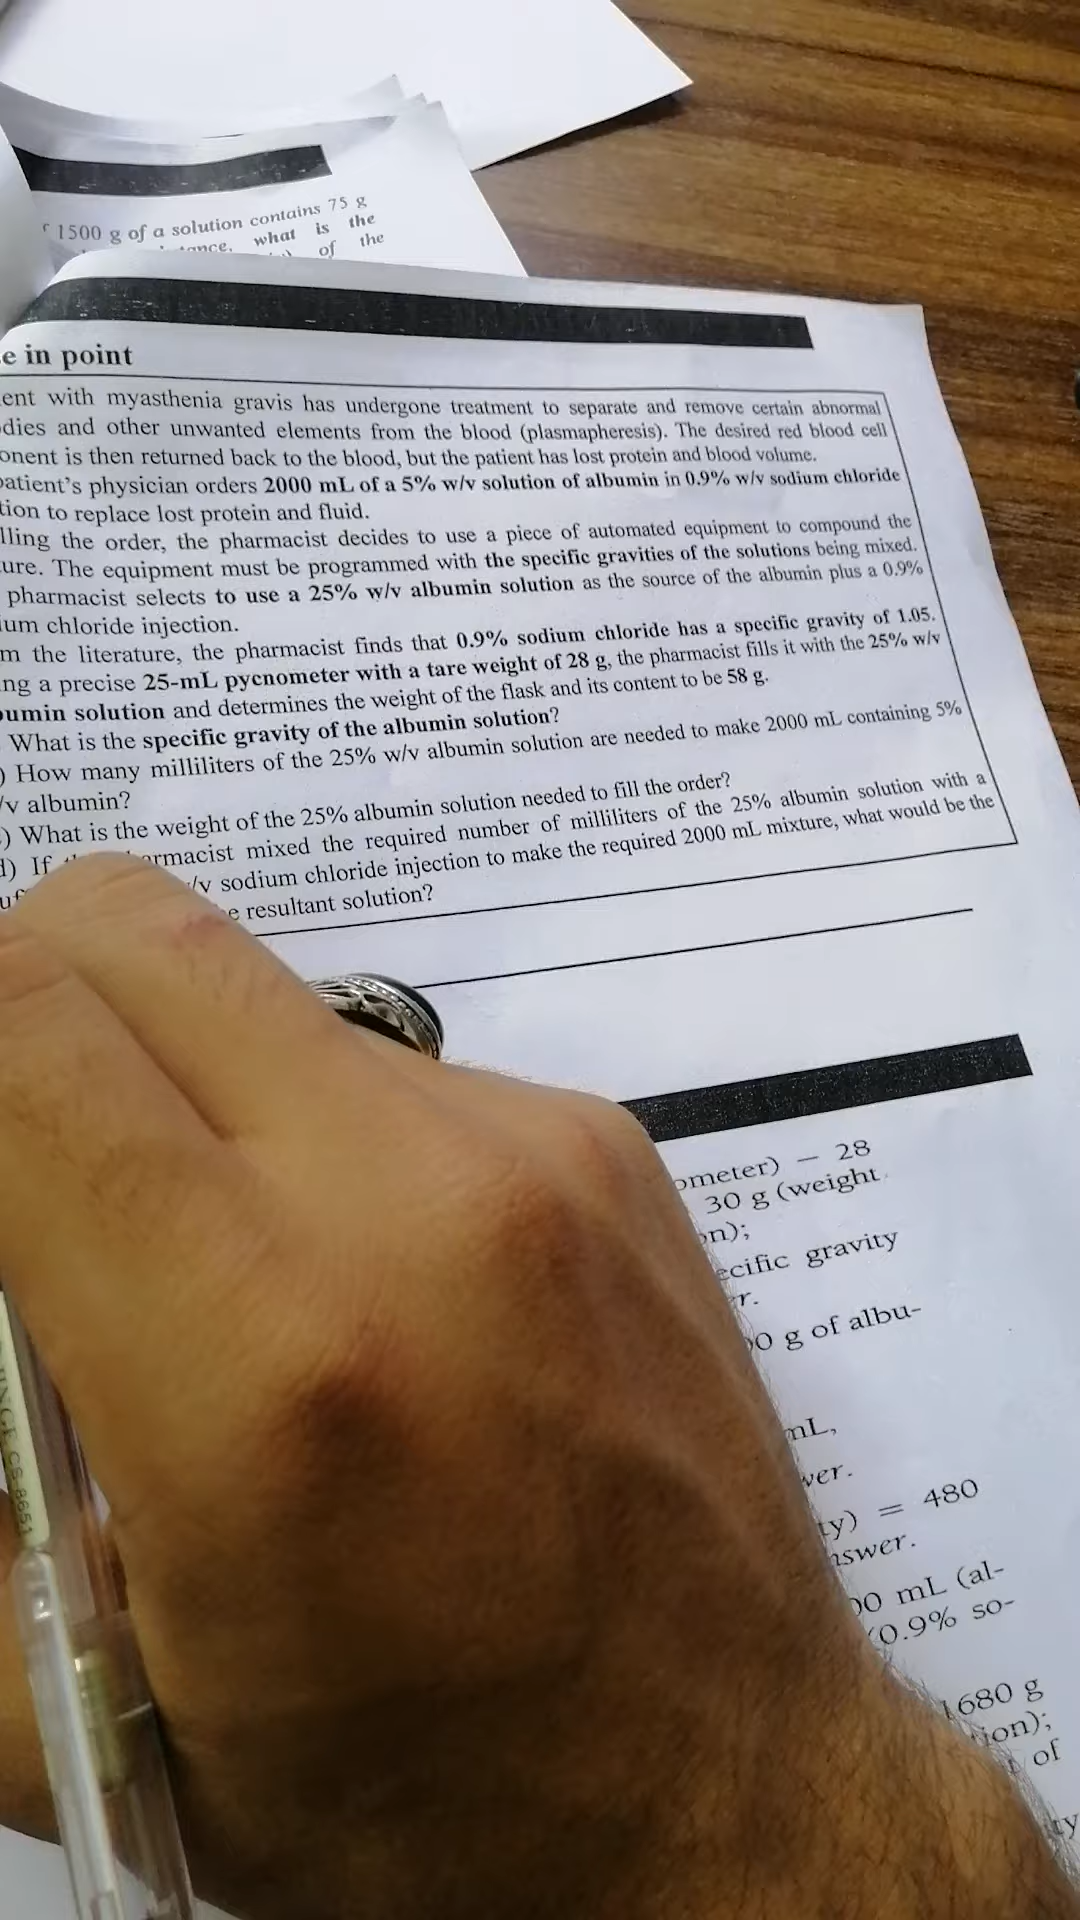 1500 g of a solution contains 75 g
what is the
of the
e in point
ent with myasthenia gravis has undergone treatment to separate and remove certain abnormal
dies and other unwanted elements from the blood (plasmapheresis). The desired red blood cell
onent is then returned back to the blood, but the patient has lost protein and blood volume.
patient's physician orders 2000 mL of a 5% w/v solution of albumin in 0.9% w/v sodium chloride
tion to replace lost protein and fluid.
lling the order, the pharmacist decides to use a piece of automated equipment to compound the
ure. The equipment must be programmed with the specific gravities of the solutions being mixed.
pharmacist selects to use a 25% w/v albumin solution as the source of the albumin plus a 0.9%
ium chloride injection.
m the literature, the pharmacist finds that 0.9% sodium chloride has a specific gravity of 1.05.
ng a precise 25-mL pycnometer with a tare weight of 28 g, the pharmacist fills it with the 25% w/v
bumin solution and determines the weight of the flask and its content to be 58 g.
What is the specific gravity of the albumin solution?
) How many milliliters of the 25% w/v albumin solution are needed to make 2000 mL containing 5%
/v albumin?
) What is the weight of the 25% albumin solution needed to fill the order?
d) If rmacist mixed the required number of milliliters of the 25% albumin solution with a
/v sodium chloride injection to make the required 2000 mL mixture, what would be the
e resultant solution?
ometer) − 28
30 g (weight
on);
ecific gravity
r.
00 g of albu-
mL,
wer.
ty) = 480
nswer.
00 mL (al-
(0.9% so-
1680 g
tion);
of
ty
INGE CS-8651